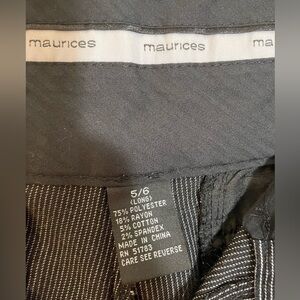 maurices maurices ma
5/6
(LONG)
75% POLYESTER
18% RAYON
5% COTTON
2% SPANDEX
MADE IN CHINA
RN 51783
CARE SEE REVERSE